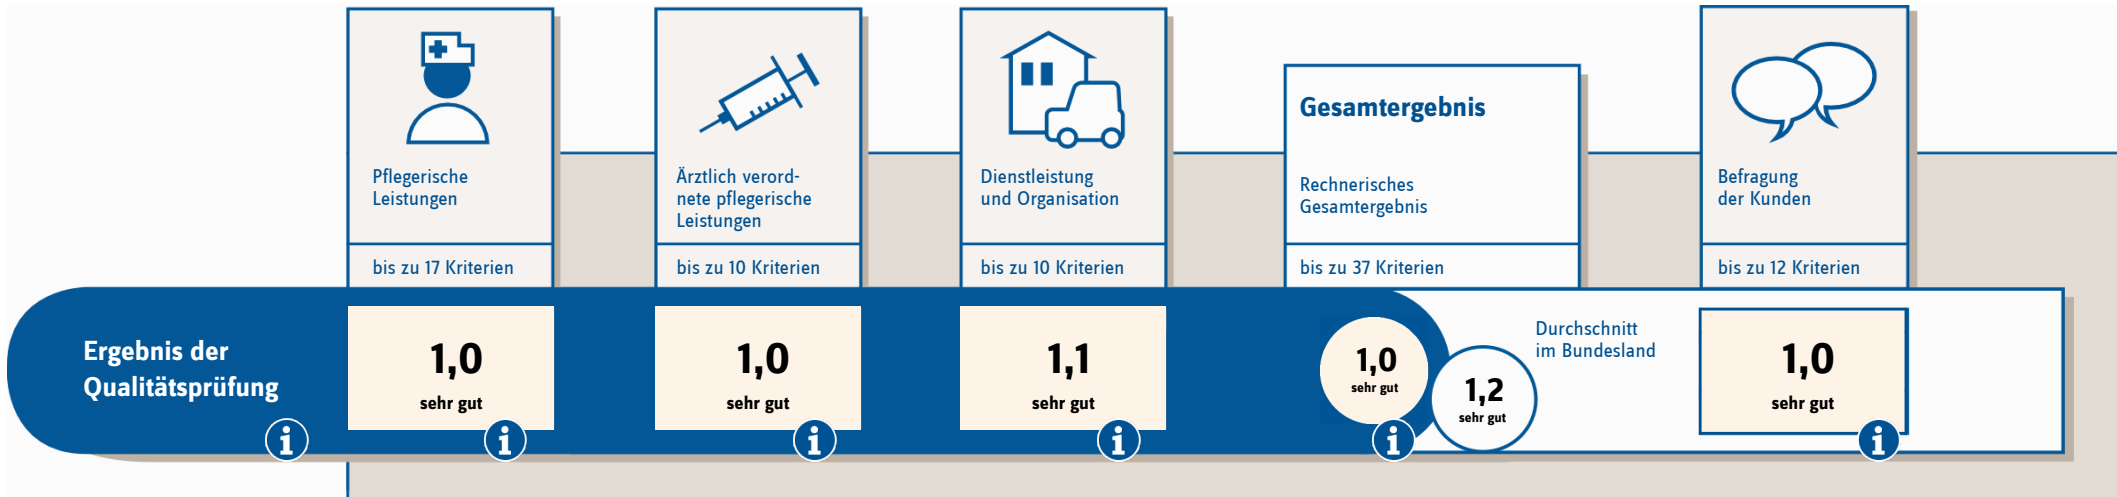 Pflegerische
Leistungen
bis zu 17 Kriterien
Ärztlich verord-
nete pflegerische
Leistungen
bis zu 10 Kriterien
Dienstleistung
und Organisation
bis zu 10 Kriterien
Gesamtergebnis
Rechnerisches
Gesamtergebnis
bis zu 37 Kriterien
Befragung
der Kunden
bis zu 12 Kriterien
Ergebnis der
Qualitätsprüfung
i
1,0
sehr gut
i
1,0
sehr gut
i
1,1
sehr gut
i
1,0
sehr gut
i
1,2
sehr gut
Durchschnitt
im Bundesland
1,0
sehr gut
i